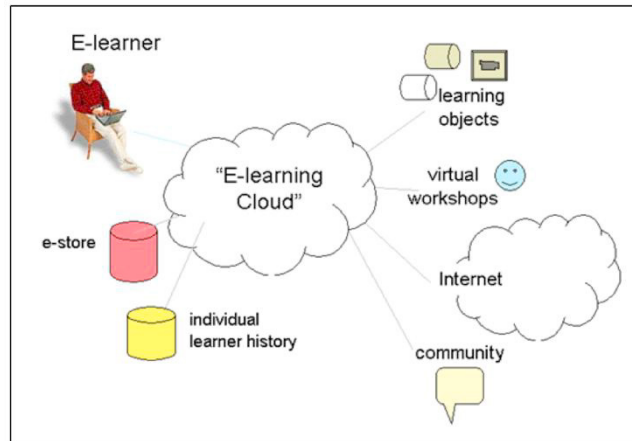 E-learner
learning
objects
"E-learning
Cloud"
virtual
workshops
e-store
Internet
individual
learner history
community